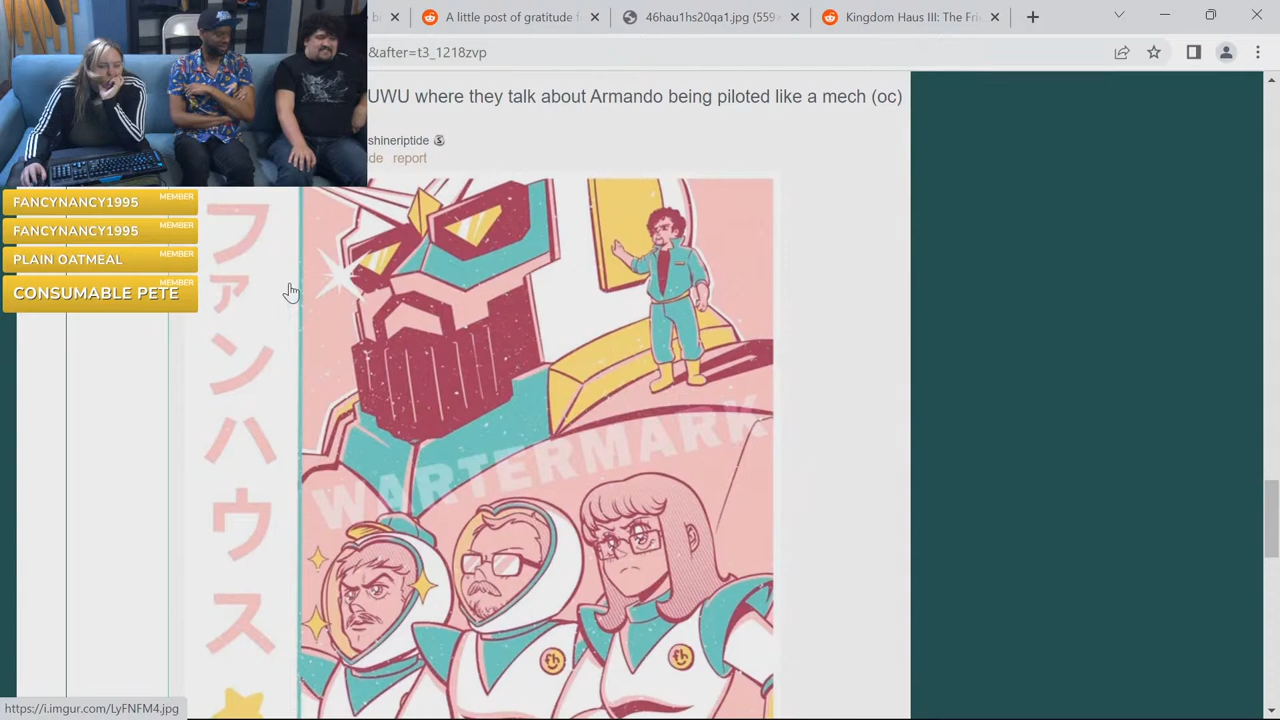 A little post of gratitude f
46hau1hs20qa1.jpg (559 ×
Kingdom Haus III: The Fri
&after=t3_1218zvp
UWU where they talk about Armando being piloted like a mech (oc)
shineriptide
de report
FANCYNANCY1995 MEMBER
FANCYNANCY1995 MEMBER
PLAIN OATMEAL MEMBER
CONSUMABLE PETE MEMBER
ファンハウス
WARTERMARK
fh
fh
https://i.imgur.com/LyFNFM4.jpg